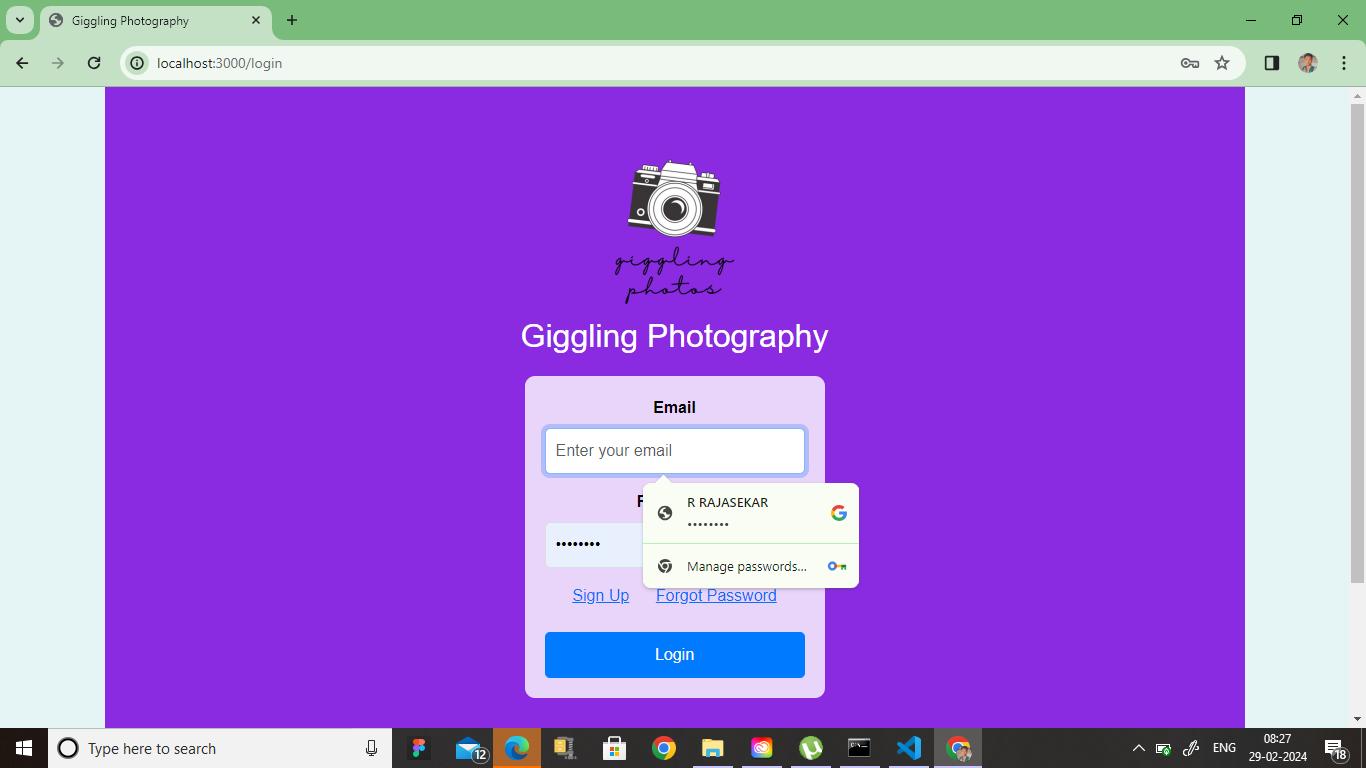 Giggling Photography
localhost:3000/login
giggling
photos
Giggling Photography
Email
Enter your email
R RAJASEKAR
••••••••
••••••••
Manage passwords...
Sign Up Forgot Password
Login
Type here to search
12
ENG
08:27
29-02-2024
18